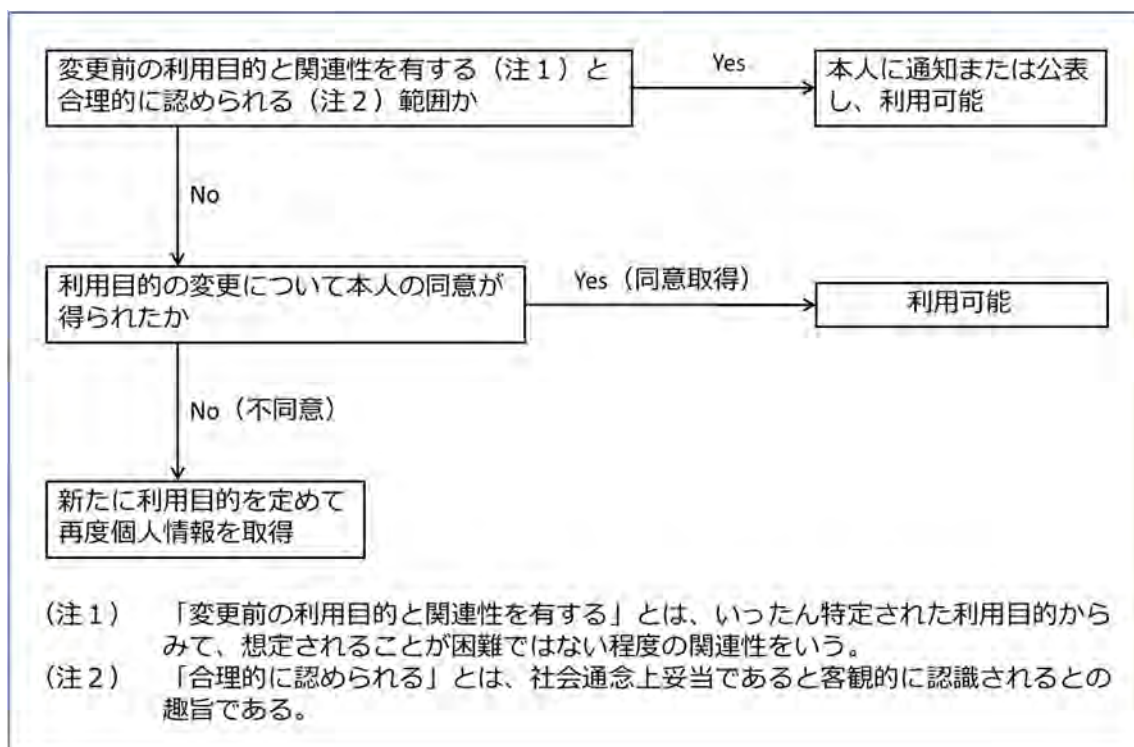 変更前の利用目的と関連性を有する（注１）と
合理的に認められる（注２）範囲か
Yes
本人に通知または公表
し、利用可能
No
利用目的の変更について本人の同意が
得られたか
Yes（同意取得）
利用可能
No（不同意）
新たに利用目的を定めて
再度個人情報を取得
（注１）　「変更前の利用目的と関連性を有する」とは、いったん特定された利用目的から
みて、想定されることが困難ではない程度の関連性をいう。
（注２）　「合理的に認められる」とは、社会通念上妥当であると客観的に認識されるとの
趣旨である。